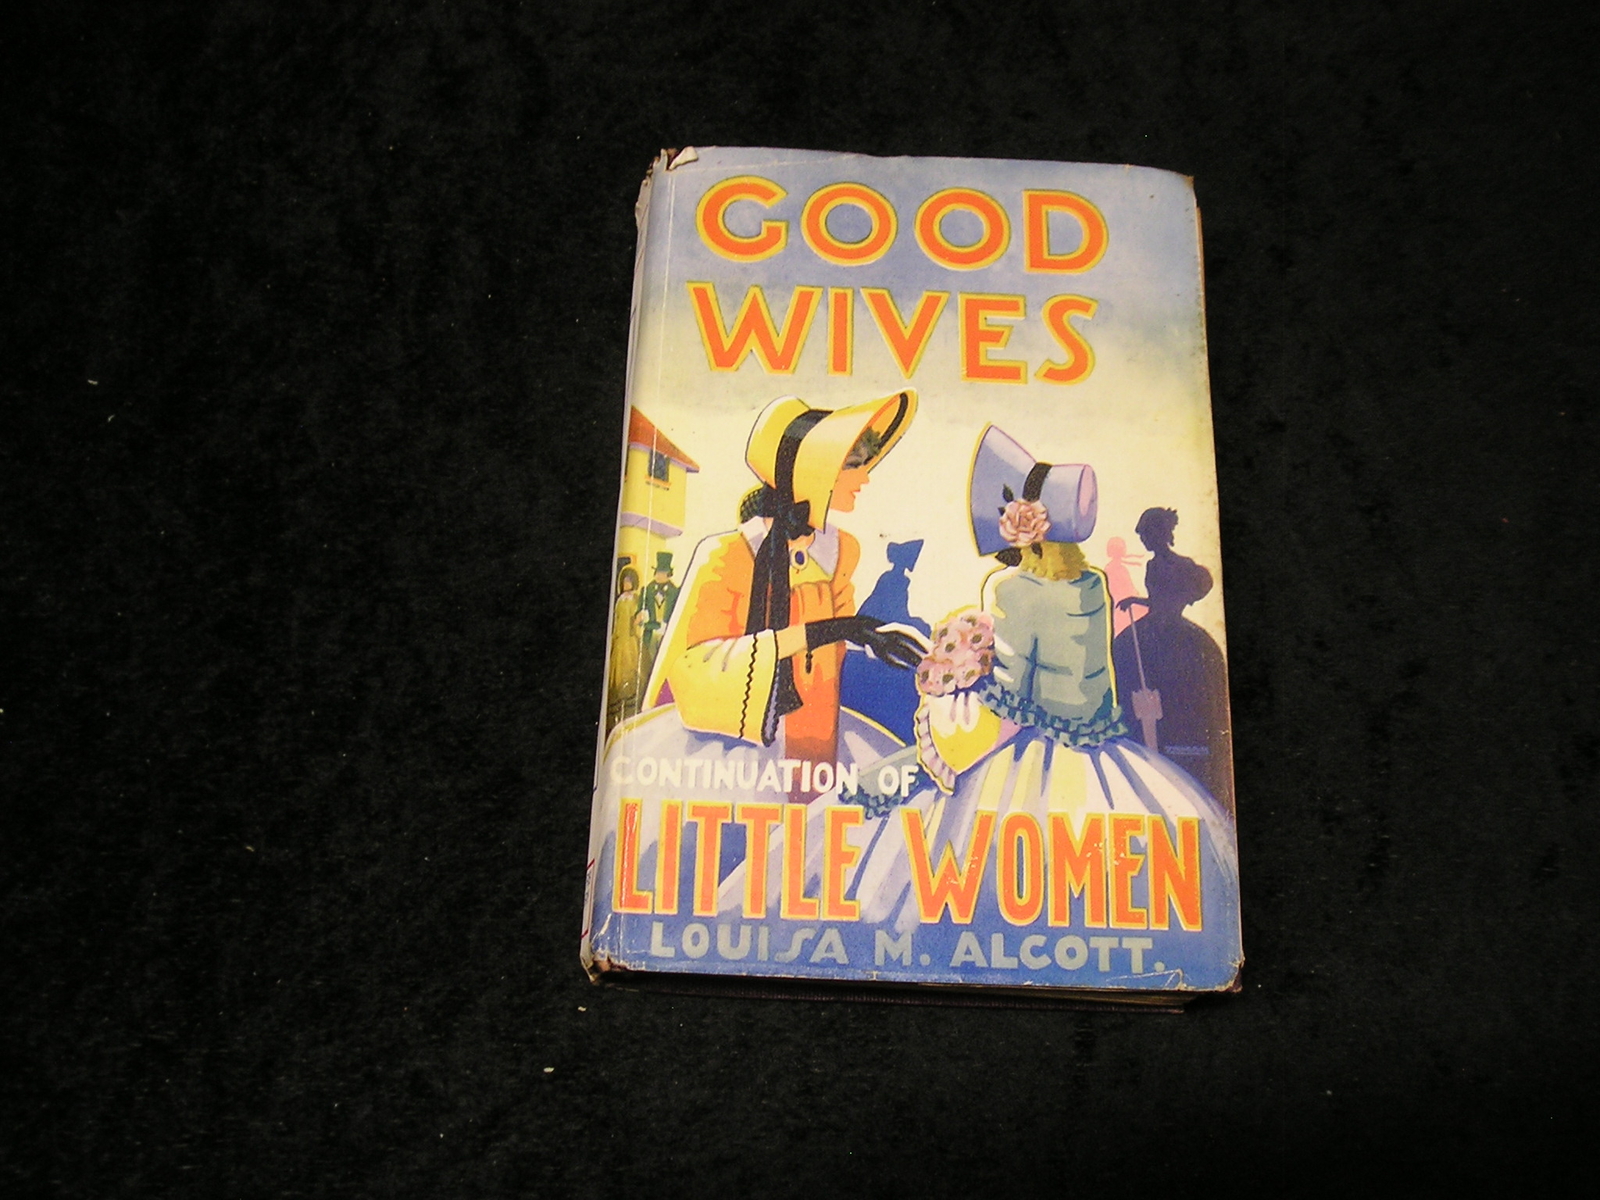 GOOD
WIVES
CONTINUATION OF
LITTLE WOMEN
LOUISA M. ALCOTT.